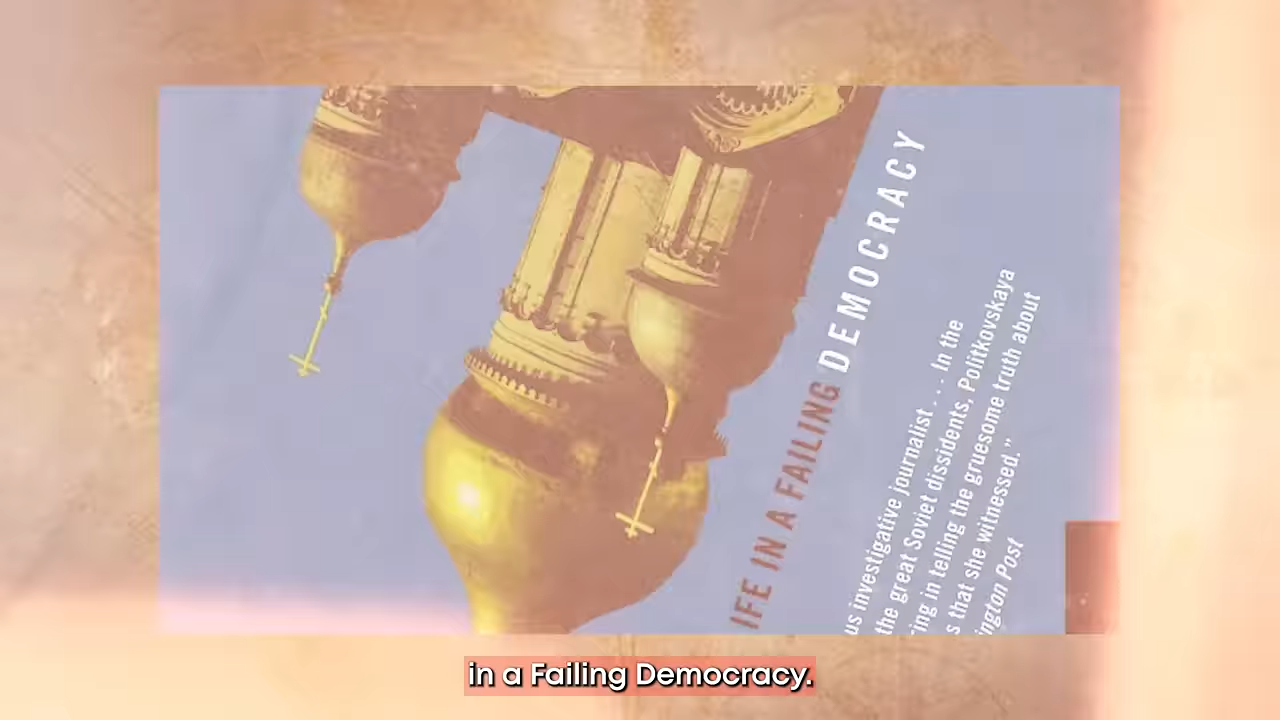 IFE IN A FAILING DEMOCRACY
us investigative journalist . . . In the
the great Soviet dissidents, Politkovskaya
ring in telling the gruesome truth about
s that she witnessed.”
ington Post
in a Failing Democracy.